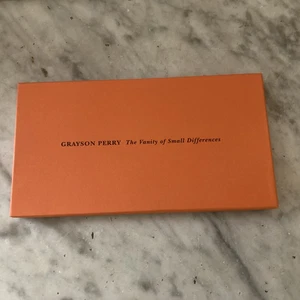 GRAYSON PERRY The Vanity of Small Differences